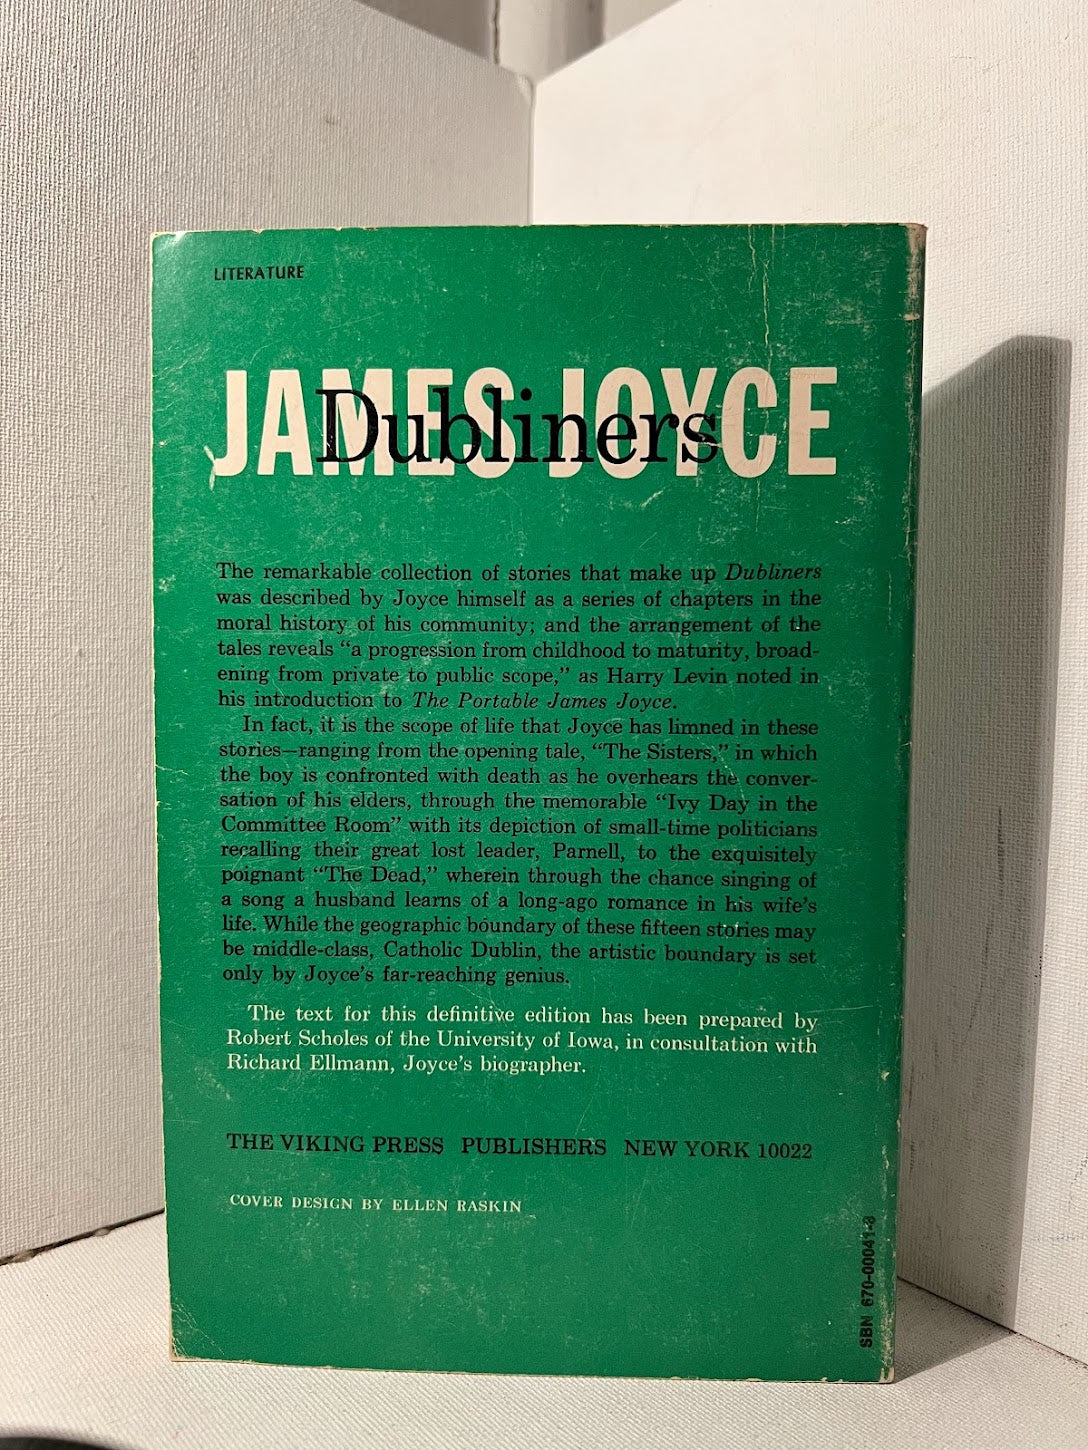 LITERATURE
JAMES JOYCE
Dubliners
The remarkable collection of stories that make up Dubliners
was described by Joyce himself as a series of chapters in the
moral history of his community; and the arrangement of the
tales reveals “a progression from childhood to maturity, broad-
ening from private to public scope,” as Harry Levin noted in
his introduction to The Portable James Joyce.
In fact, it is the scope of life that Joyce has limned in these
stories—ranging from the opening tale, “The Sisters,” in which
the boy is confronted with death as he overhears the conver-
sation of his elders, through the memorable “Ivy Day in the
Committee Room” with its depiction of small-time politicians
recalling their great lost leader, Parnell, to the exquisitely
poignant “The Dead,” wherein through the chance singing of
a song a husband learns of a long-ago romance in his wife’s
life. While the geographic boundary of these fifteen stories may
be middle-class, Catholic Dublin, the artistic boundary is set
only by Joyce’s far-reaching genius.
The text for this definitive edition has been prepared by
Robert Scholes of the University of Iowa, in consultation with
Richard Ellmann, Joyce’s biographer.
THE VIKING PRESS PUBLISHERS NEW YORK 10022
COVER DESIGN BY ELLEN RASKIN
SBN 670-00041-8